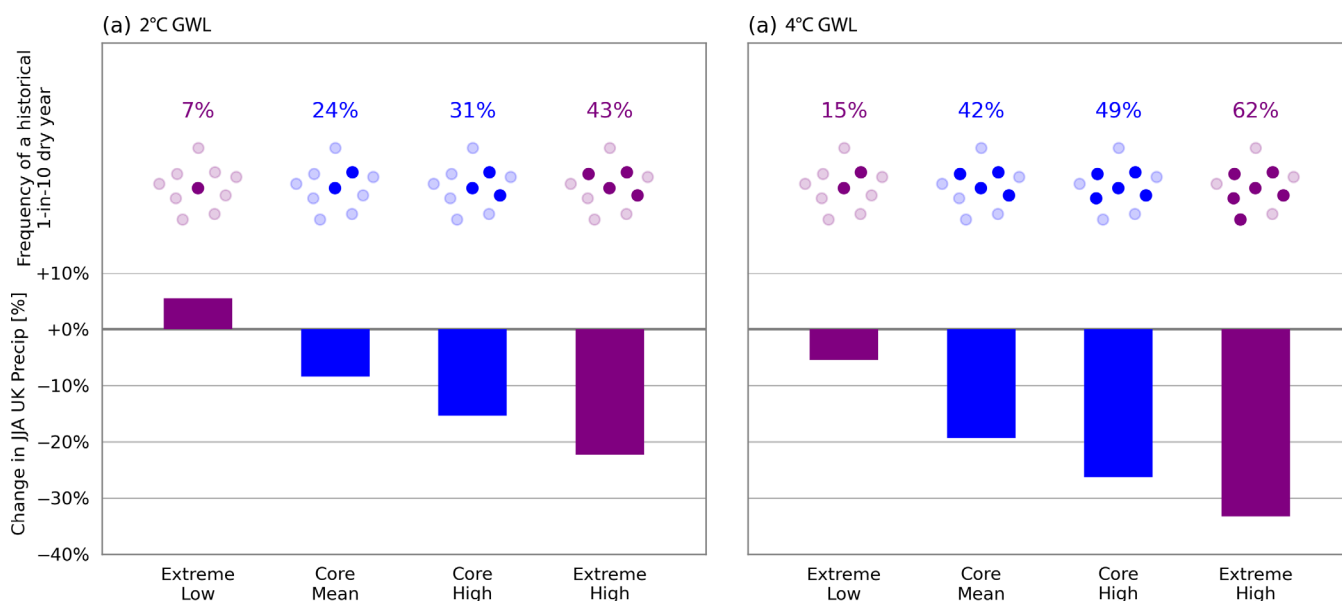 (a) 2°C GWL
Frequency of a historical
1-in-10 dry year
7% 24% 31% 43%
Change in JJA UK Precip [%]
+10%
+0%
−10%
−20%
−30%
−40%
Extreme Low
Core Mean
Core High
Extreme High
(a) 4°C GWL
15% 42% 49% 62%
Extreme Low
Core Mean
Core High
Extreme High